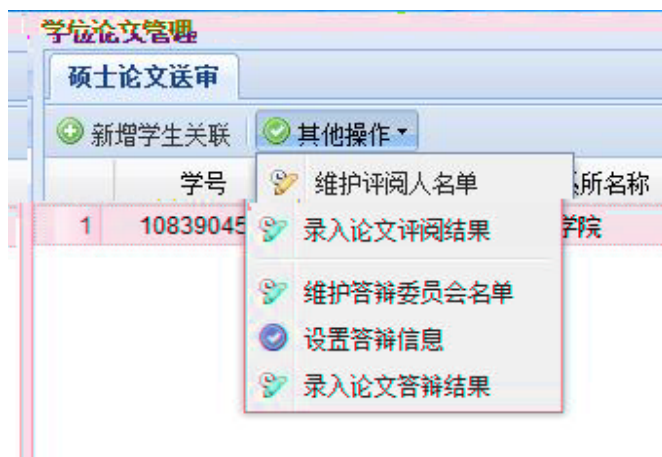 学位论文管理
硕士论文送审
新增学生关联 其他操作
学号 所名称
维护评阅人名单
1 10839045 学院
录入论文评阅结果
维护答辩委员会名单
设置答辩信息
录入论文答辩结果